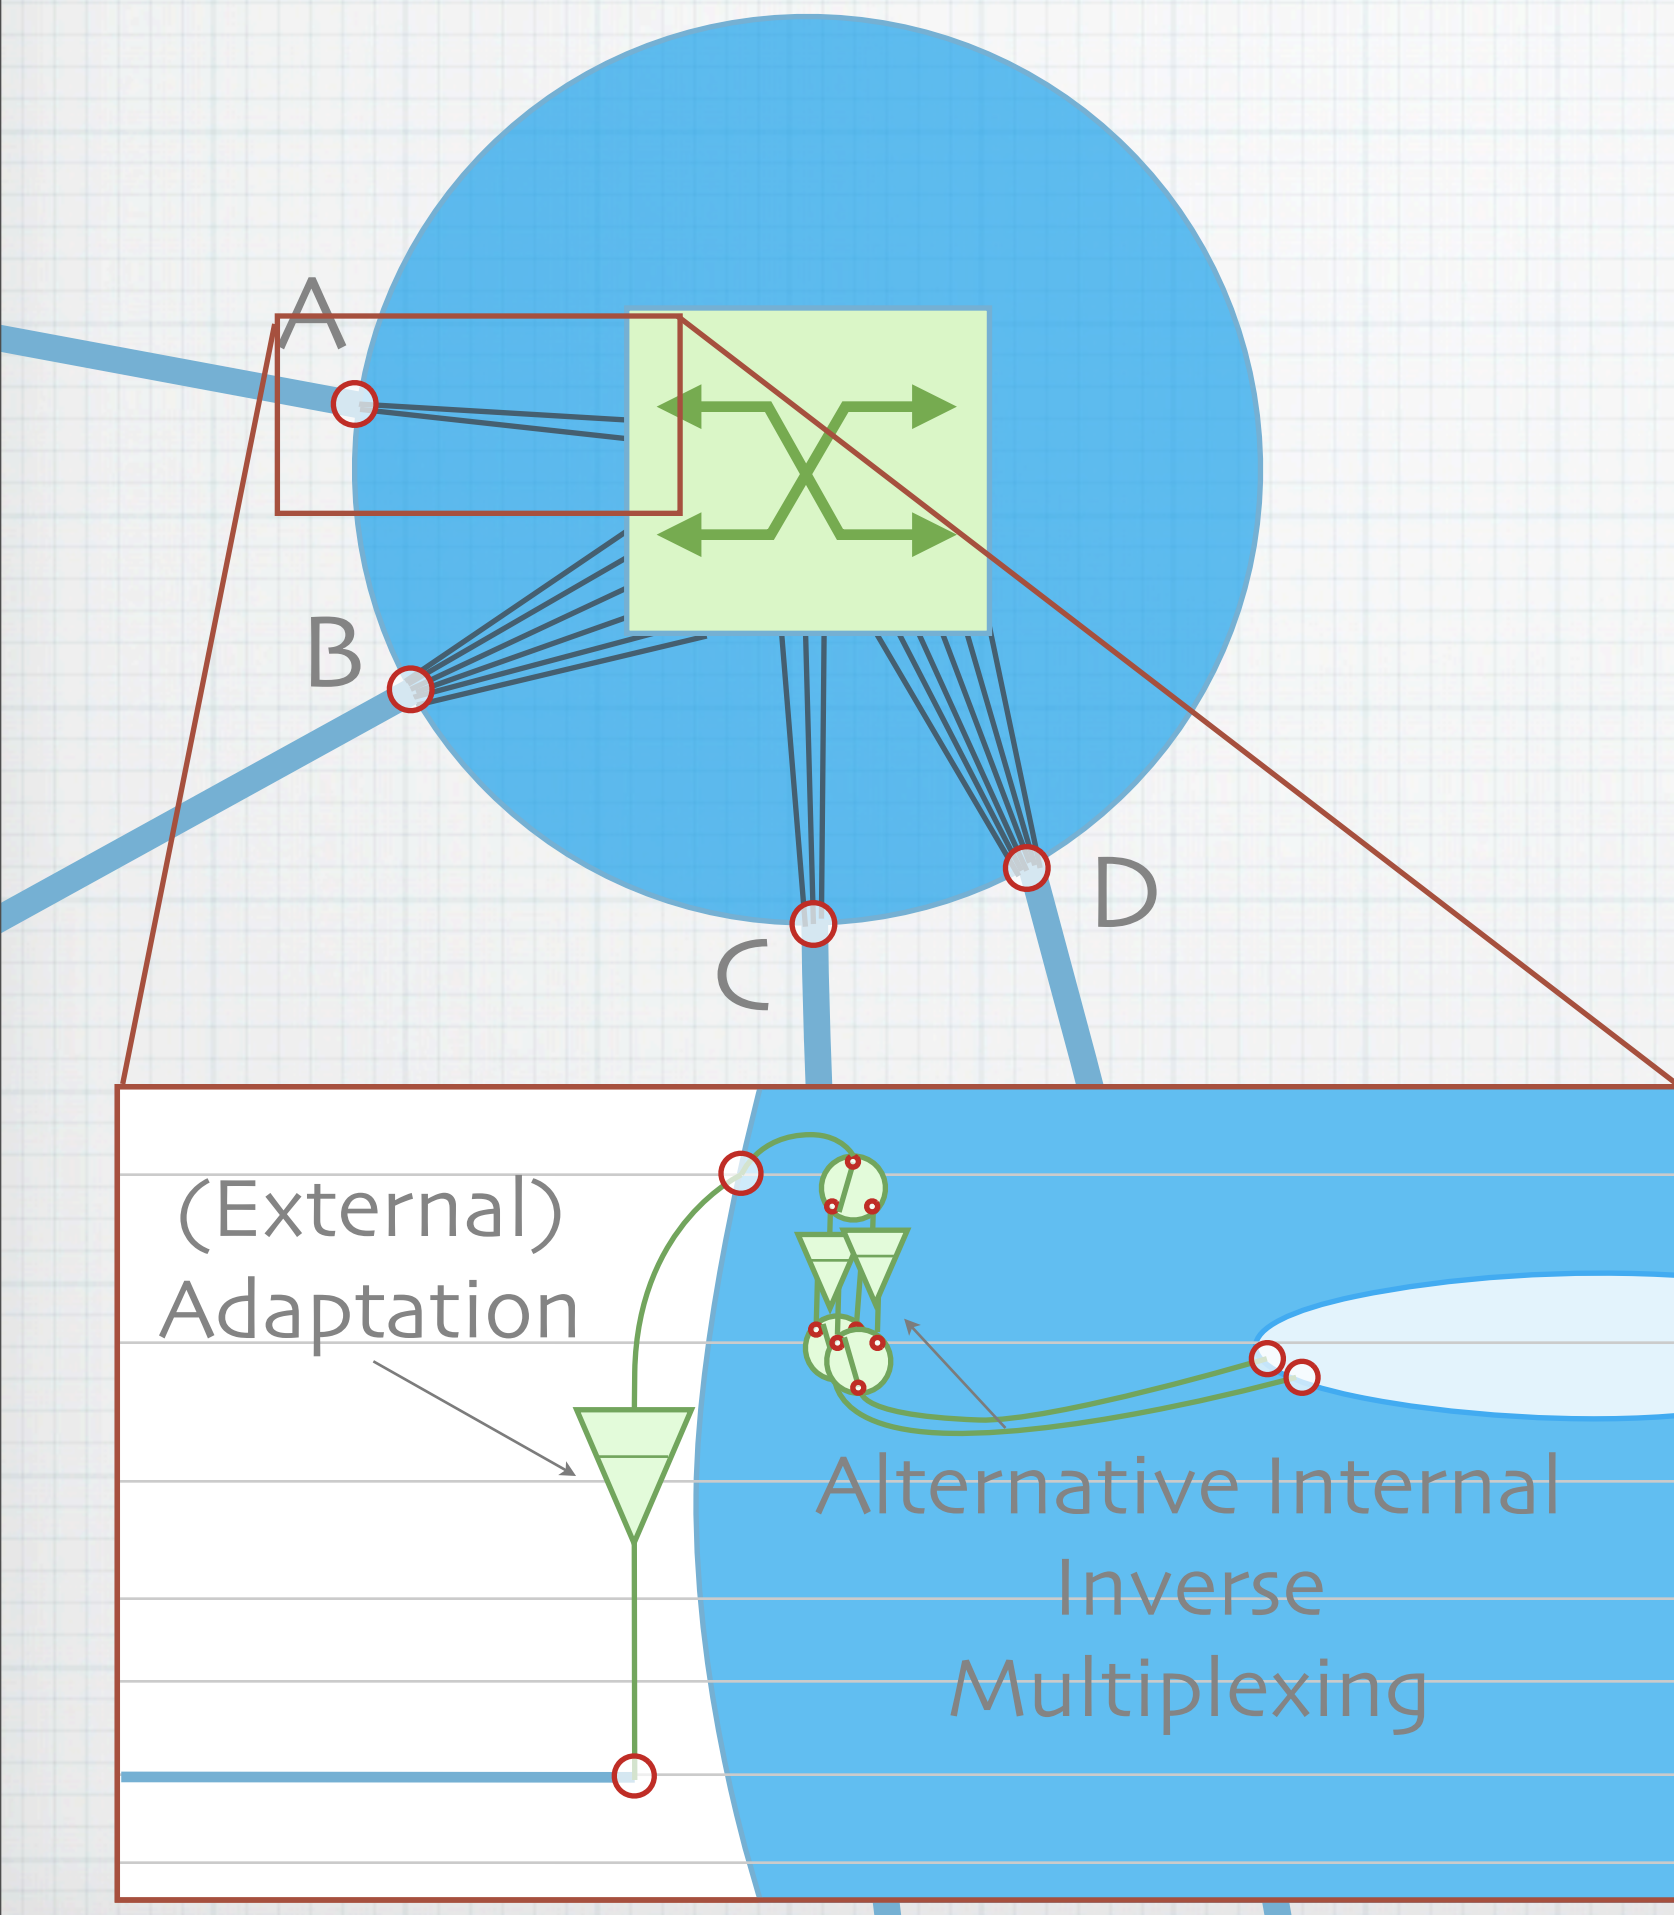 A
B
C
D
(External)
Adaptation
Alternative Internal
Inverse
Multiplexing